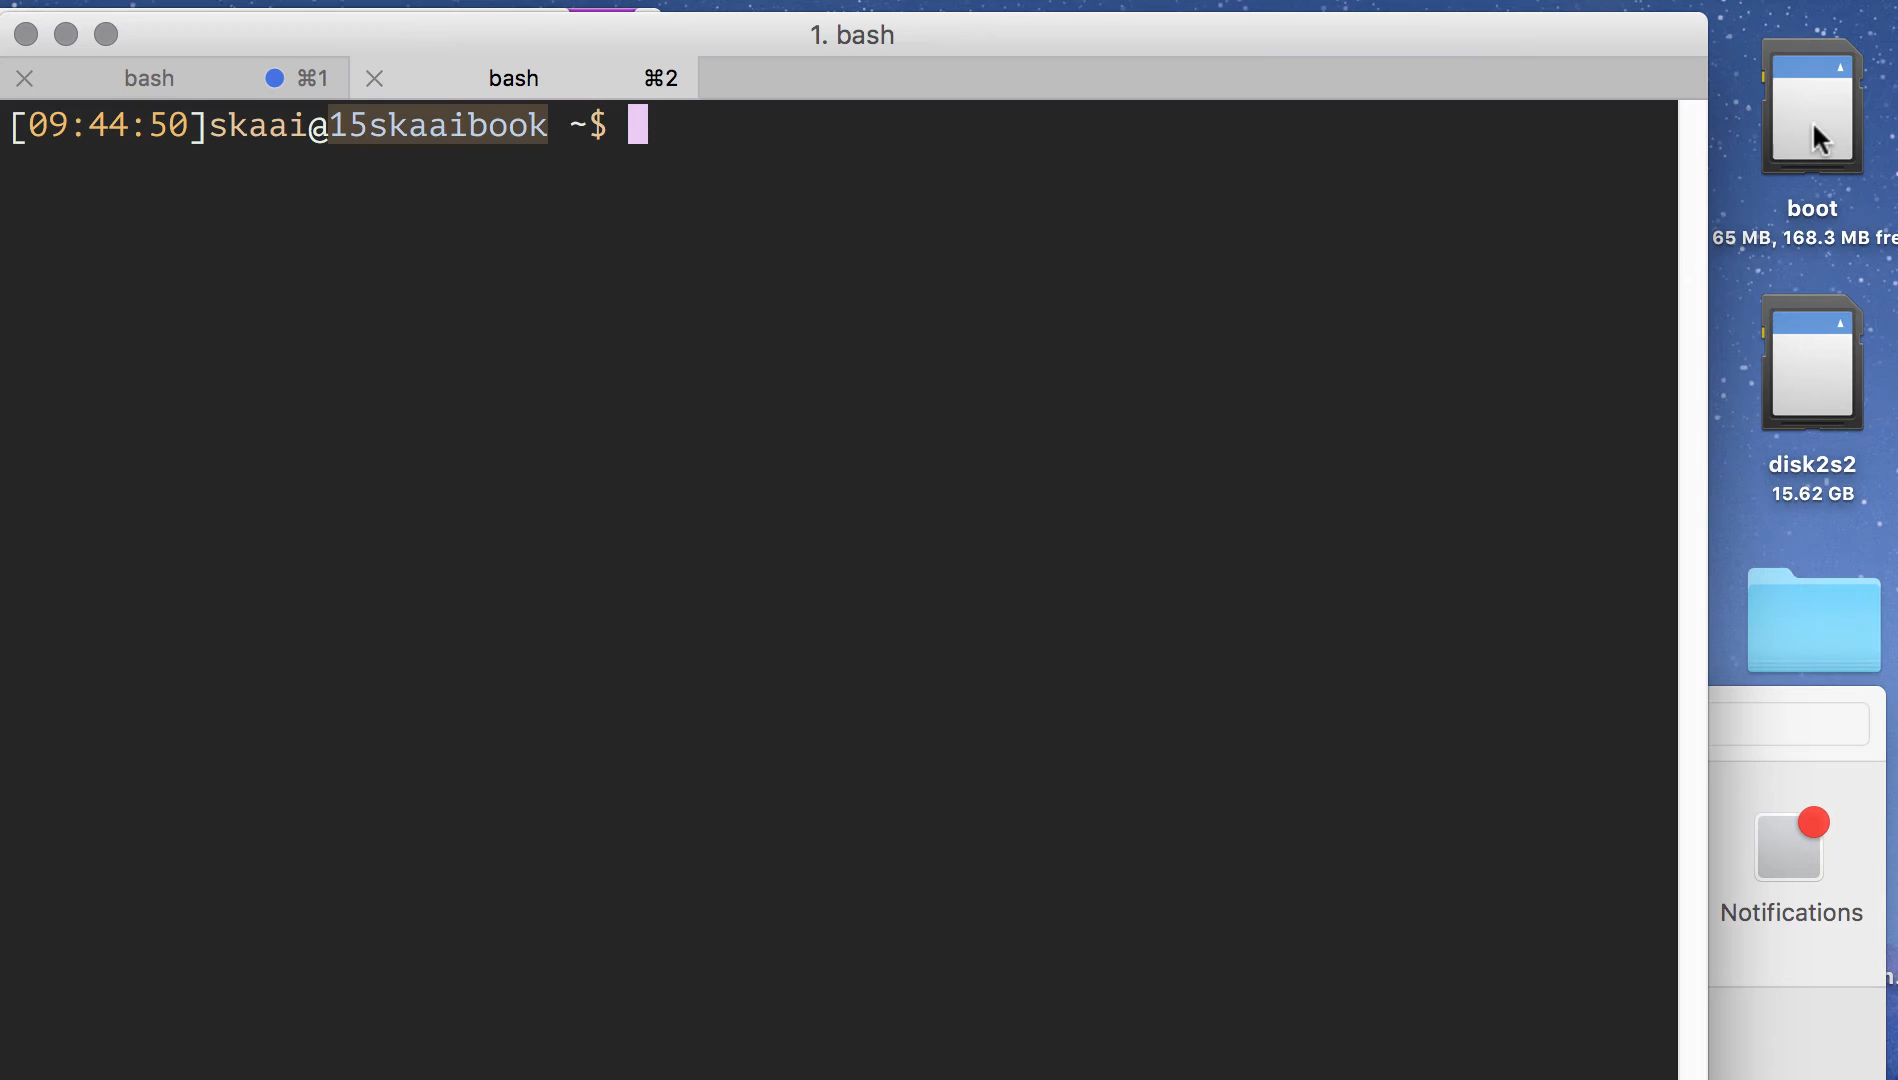 1. bash
bash ⌘1 bash ⌘2
[09:44:50]skaai@15skaaibook ~$
boot
65 MB, 168.3 MB fre
disk2s2
15.62 GB
Notifications